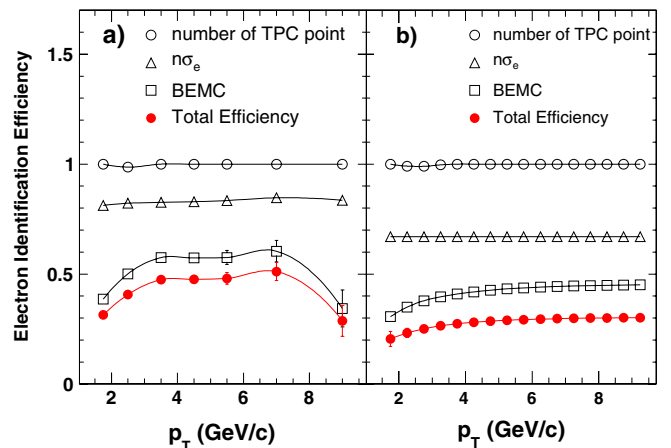 Electron Identification Efficiency
1.5
1
0.5
0
a)
number of TPC point
nσe
BEMC
Total Efficiency
2 4 6 8
pT (GeV/c)
b)
number of TPC point
nσe
BEMC
Total Efficiency
2 4 6 8
pT (GeV/c)